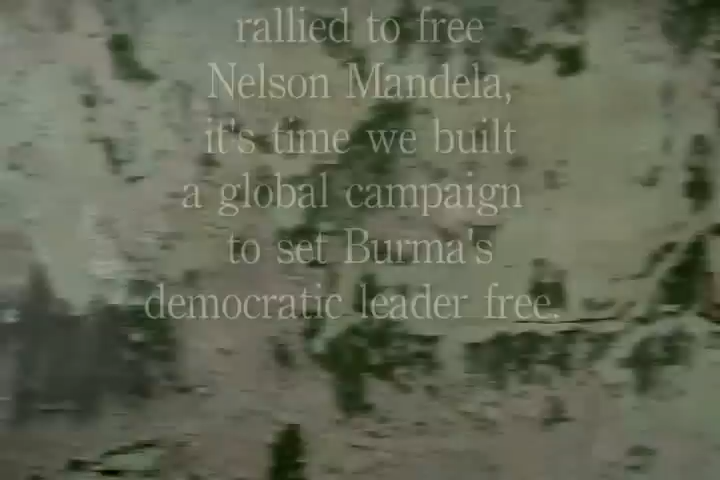 rallied to free
Nelson Mandela,
it's time we built
a global campaign
to set Burma's
democratic leader free.